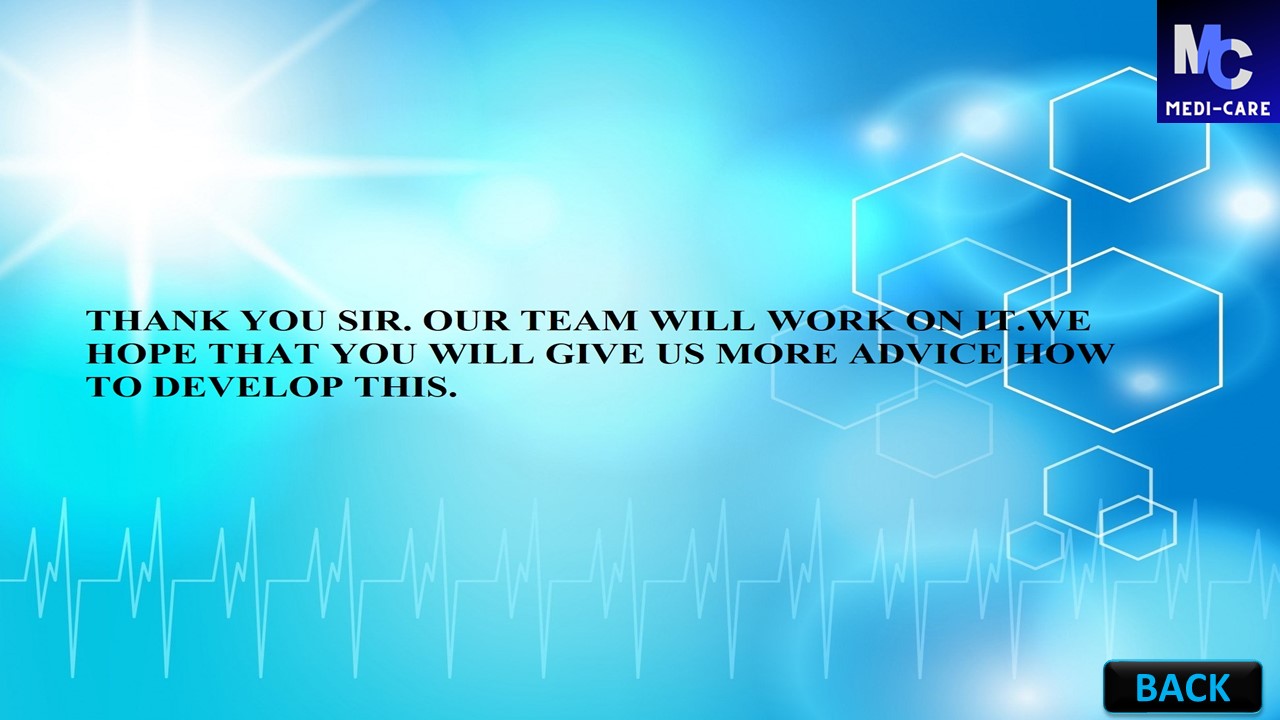 MC
MEDI-CARE
THANK YOU SIR. OUR TEAM WILL WORK ON IT.WE
HOPE THAT YOU WILL GIVE US MORE ADVICE HOW
TO DEVELOP THIS.
BACK